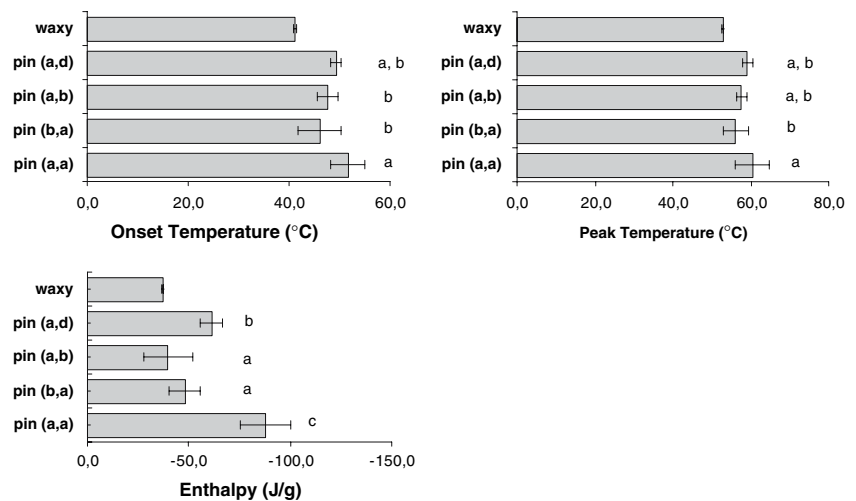 waxy
pin (a,d) a, b
pin (a,b) b
pin (b,a) b
pin (a,a) a
0,0 20,0 40,0 60,0
Onset Temperature (°C)
waxy
pin (a,d) a, b
pin (a,b) a, b
pin (b,a) b
pin (a,a) a
0,0 20,0 40,0 60,0 80,0
Peak Temperature (°C)
waxy
pin (a,d) b
pin (a,b) a
pin (b,a) a
pin (a,a) c
0,0 -50,0 -100,0 -150,0
Enthalpy (J/g)